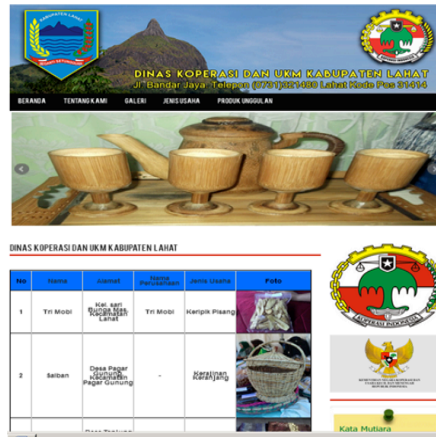 KABUPATEN LAHAT
DINAS KOPERASI DAN UKM KABUPATEN LAHAT
Jl. Bandar Jaya Telepon (0731)321480 Lahat Kode Pos 31414
BERANDA TENTANG KAMI GALERI JENIS USAHA PRODUK UNGGULAN
DINAS KOPERASI DAN UKM KABUPATEN LAHAT
No Nama Alamat Nama Perusahaan Jenis Usaha Foto
1 Tri Mobi Kel. sari Bunga Mas, Kecamatan Lahat Tri Mobi Keripik Pisang
2 Saiban Desa Pagar Gunung, Kecamatan Pagar Gunung - Kerajinan Keranjang
KOPERASI INDONESIA
REPUBLIK INDONESIA
Kata Mutiara